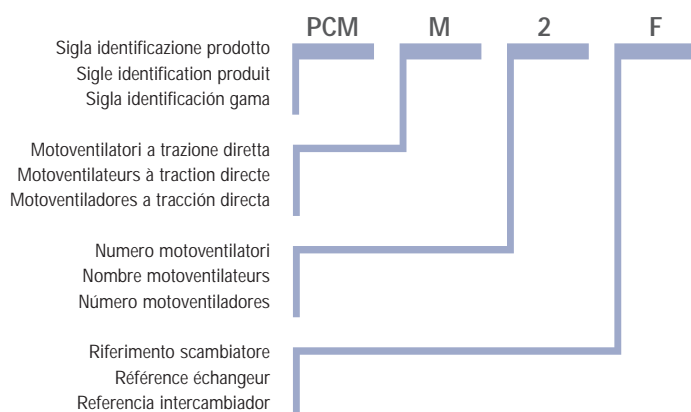 PCM M 2 F
Sigla identificazione prodotto
Sigle identification produit
Sigla identificación gama
Motoventilatori a trazione diretta
Motoventilateurs à traction directe
Motoventiladores a tracción directa
Numero motoventilatori
Nombre motoventilateurs
Número motoventiladores
Riferimento scambiatore
Référence échangeur
Referencia intercambiador